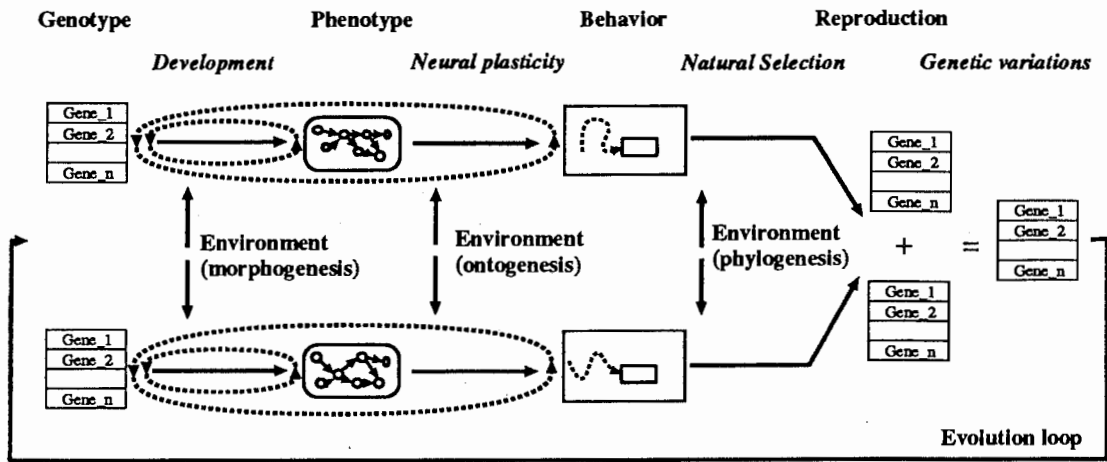 Genotype Phenotype Behavior Reproduction
Development Neural plasticity Natural Selection Genetic variations
Gene_1
Gene_2
Gene_n
Gene_1
Gene_2
Gene_n
Environment
(morphogenesis)
Environment
(ontogenesis)
Environment
(phylogenesis)
+ =
Gene_1
Gene_2
Gene_n
Gene_1
Gene_2
Gene_n
Gene_1
Gene_2
Gene_n
Evolution loop